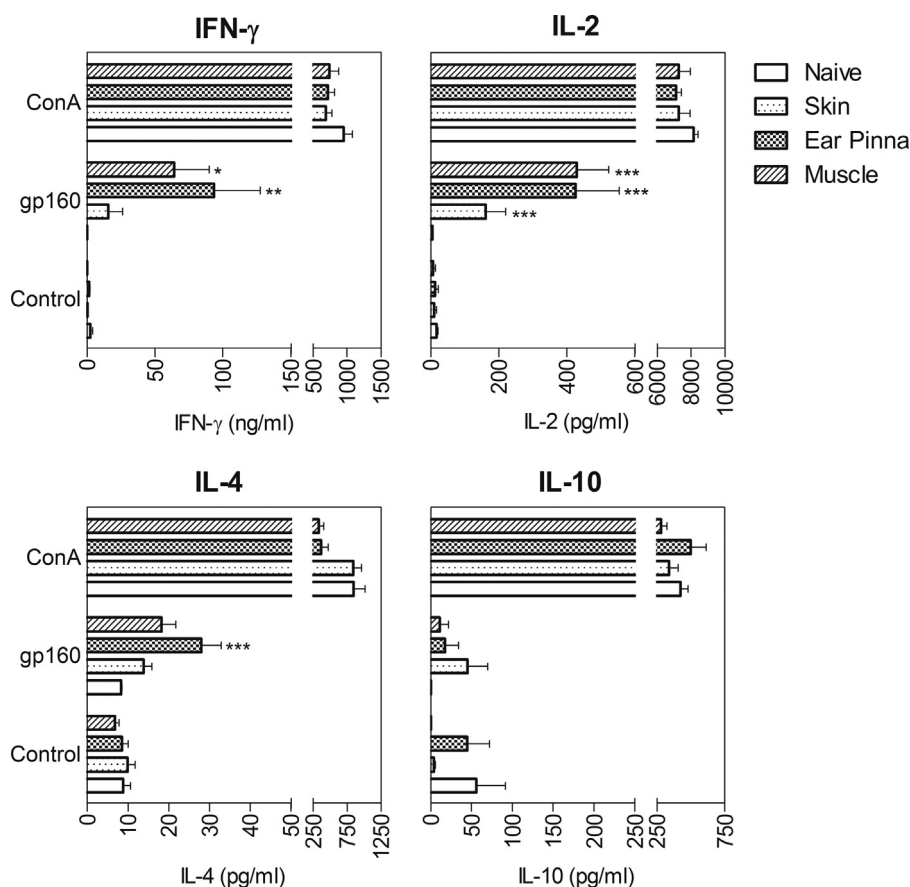 IFN-γ
IL-2
Naive
Skin
Ear Pinna
Muscle
ConA
gp160
Control
*
**
***
***
***
0
50
100
150
500
1000
1500
0
200
400
600
6000
8000
10000
IFN-γ (ng/ml)
IL-2 (pg/ml)
IL-4
IL-10
ConA
gp160
Control
***
0
10
20
30
40
50
250
750
1250
0
50
100
150
200
250
250
750
IL-4 (pg/ml)
IL-10 (pg/ml)